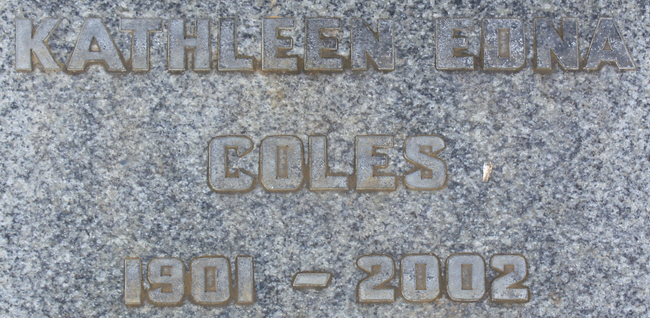 KATHLEEN EDNA
COLES
1901 - 2002